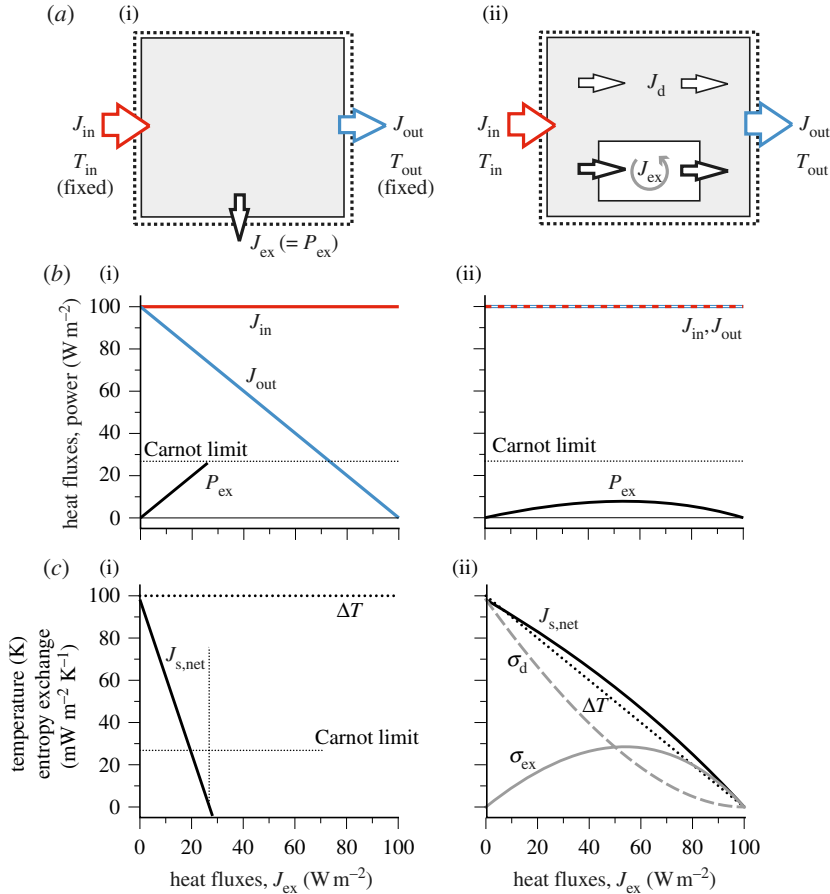 (a) (i) (ii)
J_in J_out J_d J_in J_out
T_in T_out J_ex T_in T_out
(fixed) (fixed)
J_ex (= P_ex)
(b) (i) (ii)
heat fluxes, power (W m⁻²)
100 J_in J_in, J_out
80
J_out
60
40
Carnot limit Carnot limit
20 P_ex P_ex
0
(c) (i) (ii)
temperature (K)
entropy exchange
(mW m⁻² K⁻¹)
100 ΔT J_s,net
80
J_s,net σ_d
60
ΔT
40
Carnot limit
20 σ_ex
0
0 20 40 60 80 100 0 20 40 60 80 100
heat fluxes, J_ex (W m⁻²) heat fluxes, J_ex (W m⁻²)